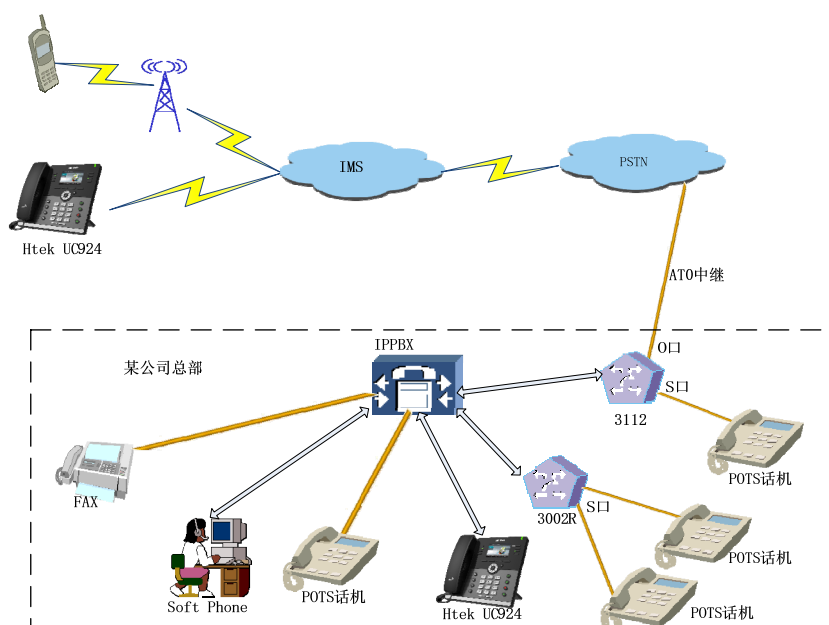 IMS
PSTN
Htek UC924
AT0中继
IPPBX
O口
某公司总部
S口
3112
POTS话机
FAX
S口
3002R
POTS话机
Soft Phone
POTS话机
Htek UC924
POTS话机